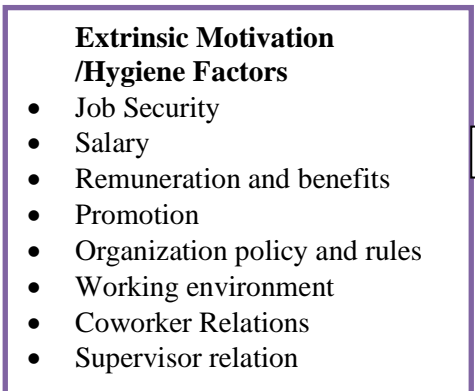 Extrinsic Motivation
/Hygiene Factors
• Job Security
• Salary
• Remuneration and benefits
• Promotion
• Organization policy and rules
• Working environment
• Coworker Relations
• Supervisor relation